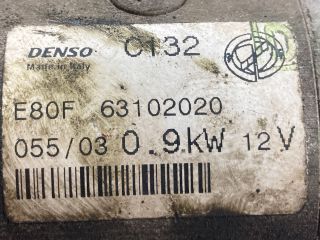 DENSO C132
Made in Italy
E80F 63102020
055/03 0.9kW 12V